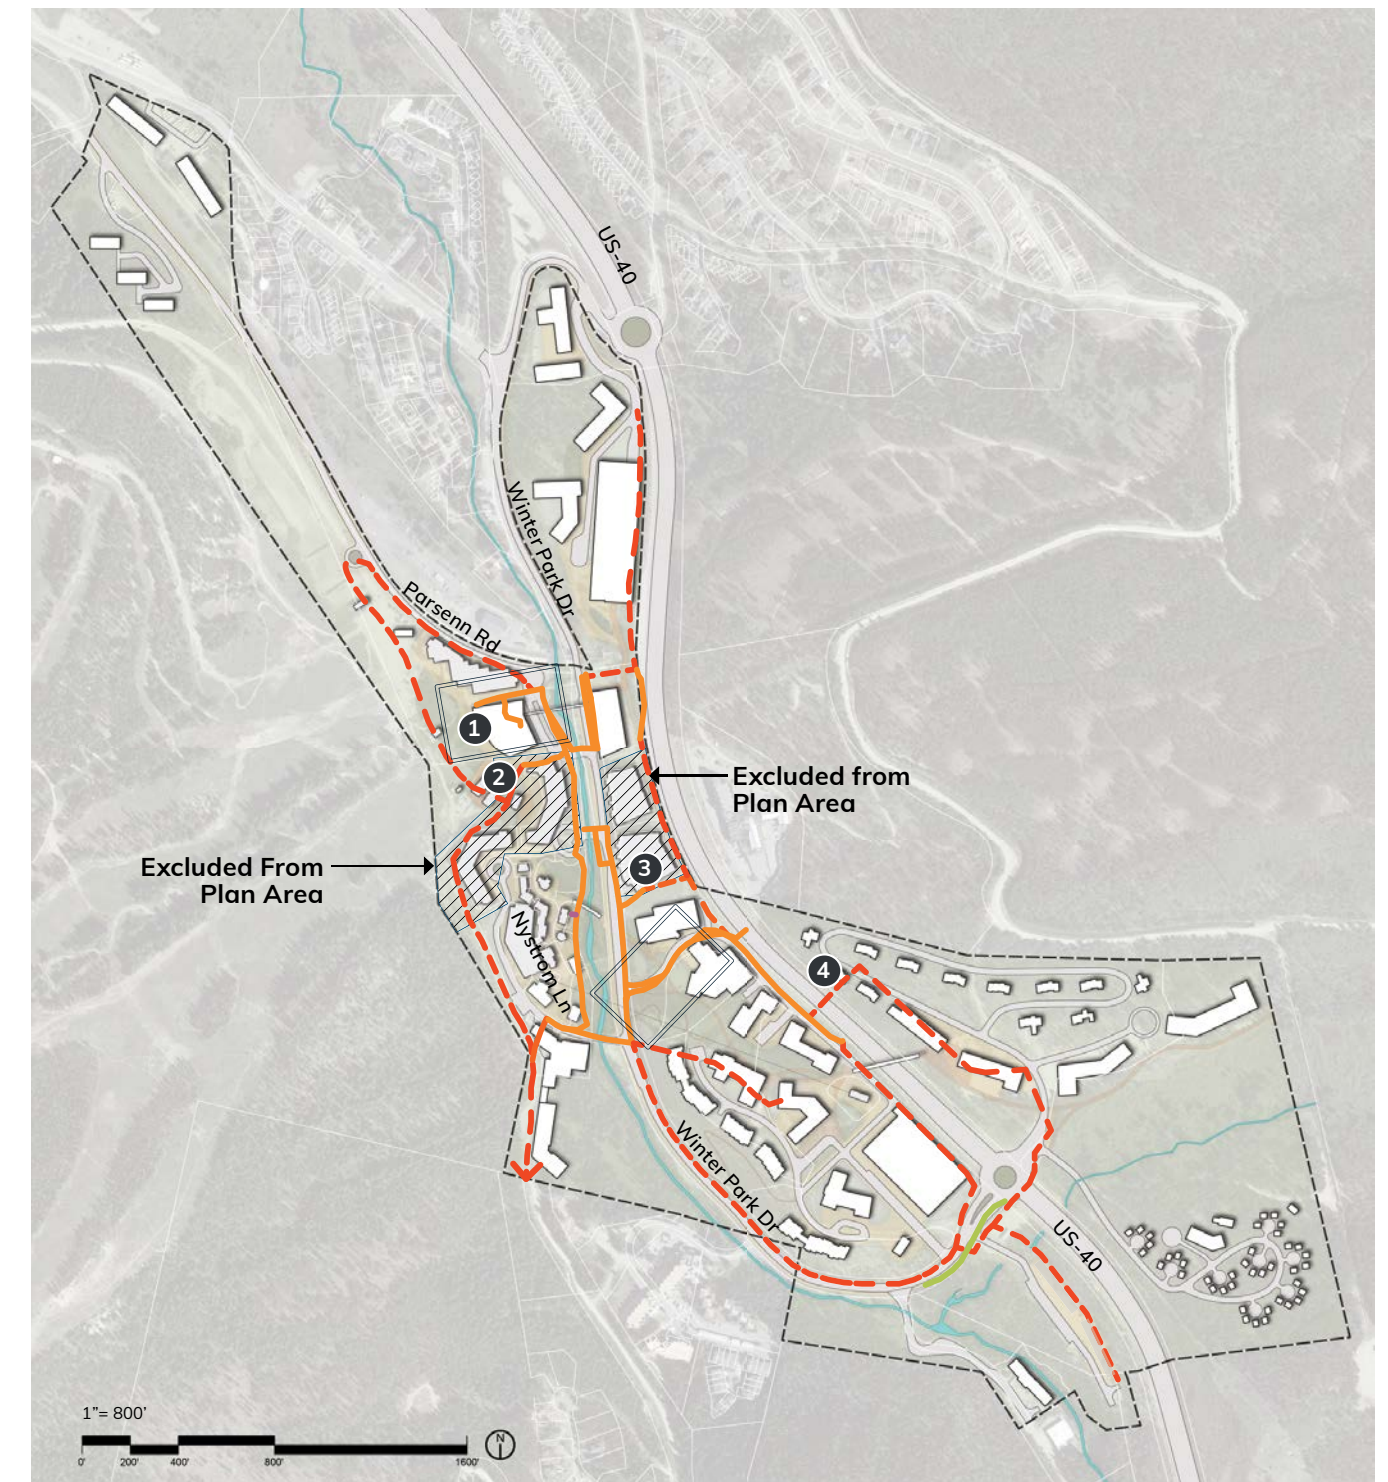 US-40
Winter Park Dr
Parsenn Rd
1
2
Excluded from
Plan Area
Excluded From
Plan Area
3
Nystrom Ln
4
Winter Park Dr
US-40
1”= 800’
N
0' 200' 400' 800' 1600'